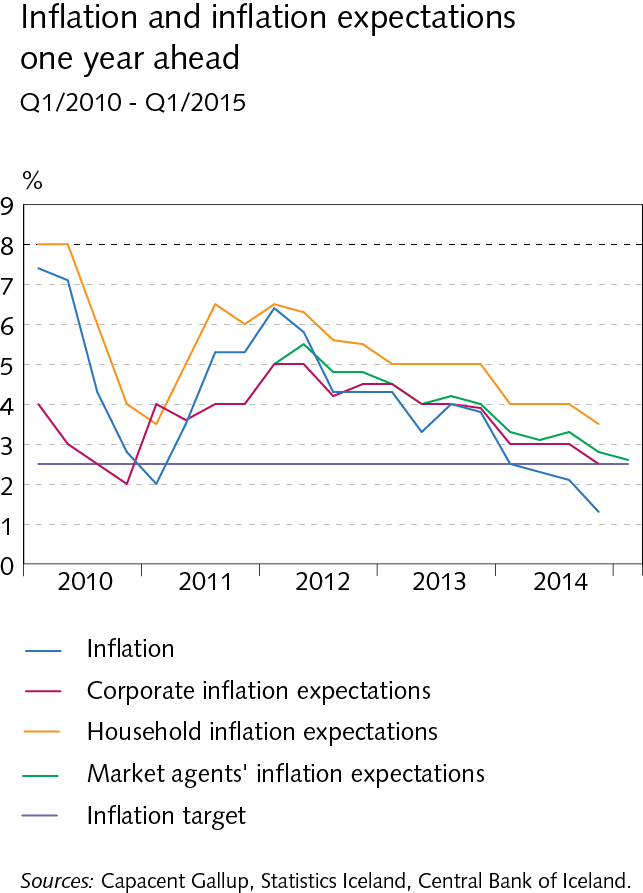 Inflation and inflation expectations
one year ahead
Q1/2010 - Q1/2015
%
9
8
7
6
5
4
3
2
1
0
2010 2011 2012 2013 2014
Inflation
Corporate inflation expectations
Household inflation expectations
Market agents' inflation expectations
Inflation target
Sources: Capacent Gallup, Statistics Iceland, Central Bank of Iceland.